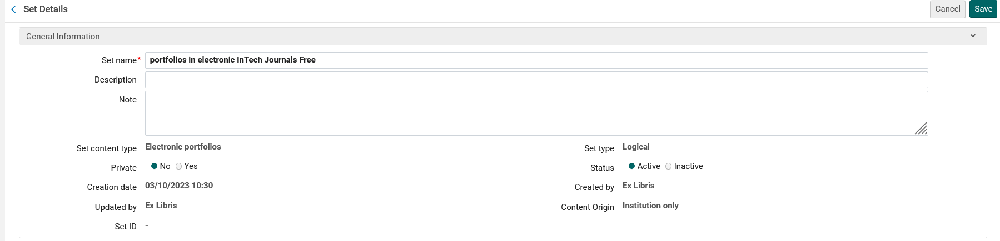 Set Details
Cancel Save
General Information
Set name* portfolios in electronic InTech Journals Free
Description
Note
Set content type Electronic portfolios Set type Logical
Private No Yes Status Active Inactive
Creation date 03/10/2023 10:30 Created by Ex Libris
Updated by Ex Libris Content Origin Institution only
Set ID -